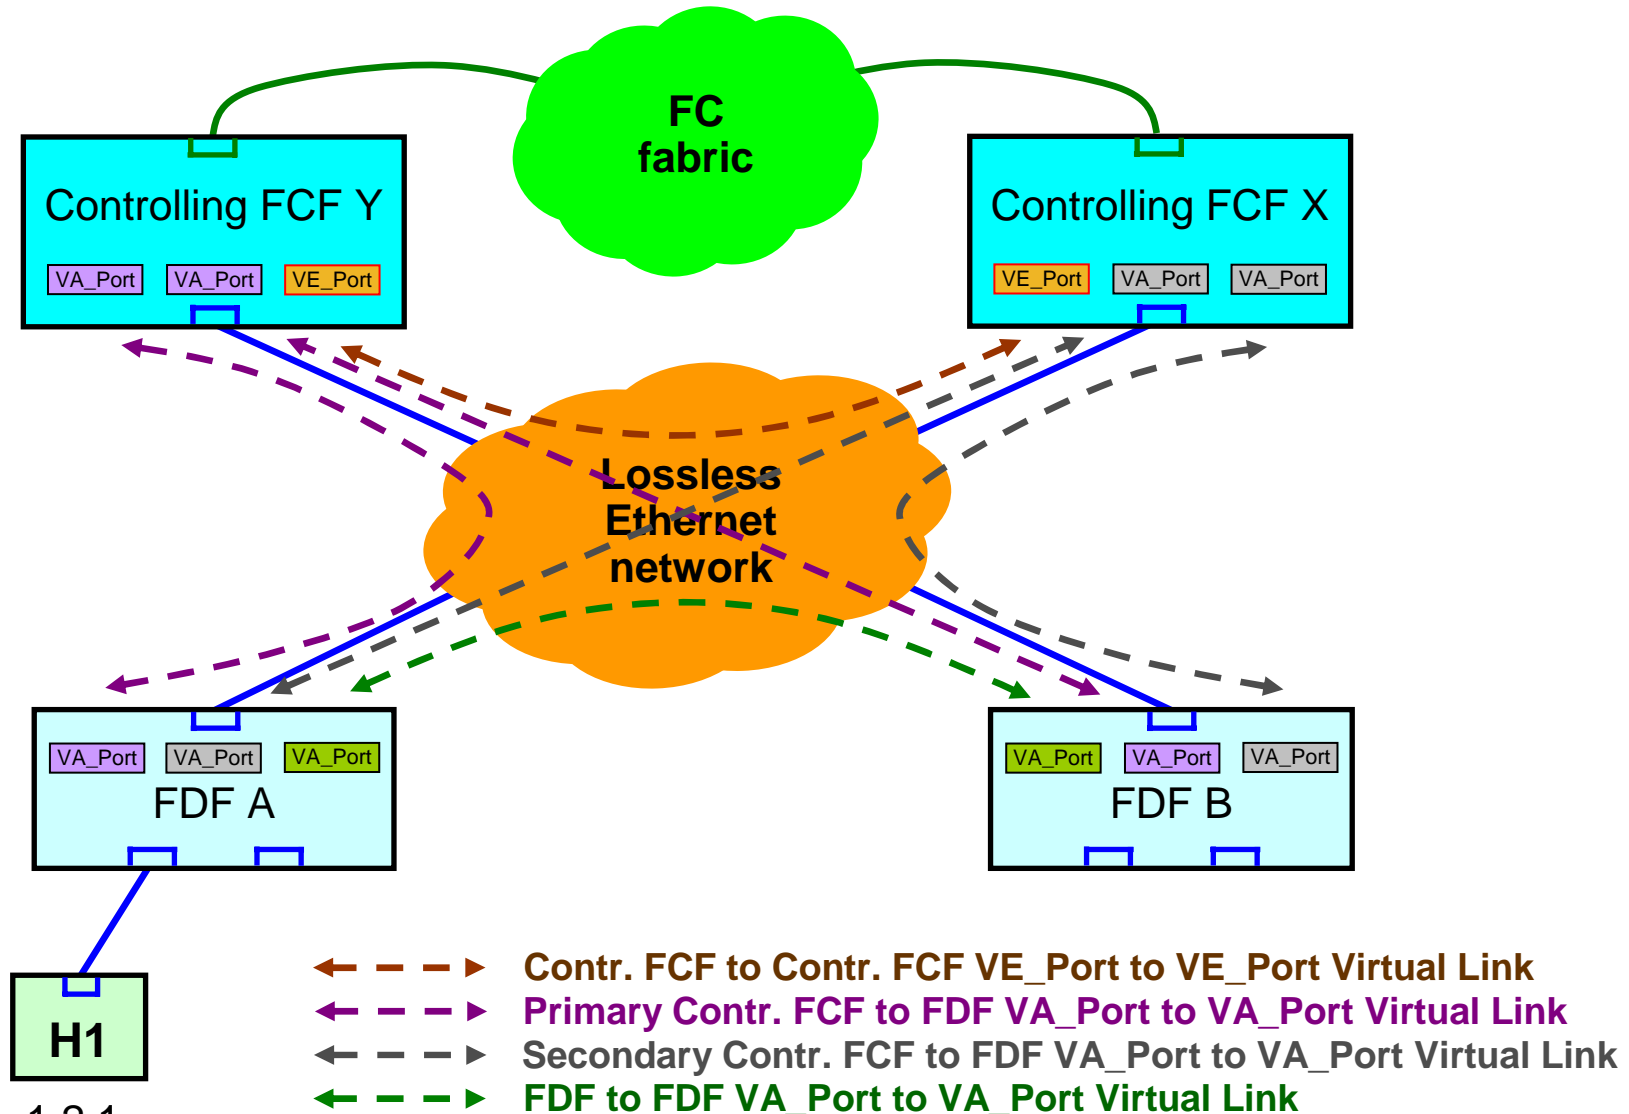 FC
fabric
Controlling FCF Y
Controlling FCF X
VA_Port VA_Port VE_Port
VE_Port VA_Port VA_Port
Lossless
Ethernet
network
VA_Port VA_Port VA_Port
FDF A
VA_Port VA_Port VA_Port
FDF B
H1
Contr. FCF to Contr. FCF VE_Port to VE_Port Virtual Link
Primary Contr. FCF to FDF VA_Port to VA_Port Virtual Link
Secondary Contr. FCF to FDF VA_Port to VA_Port Virtual Link
FDF to FDF VA_Port to VA_Port Virtual Link